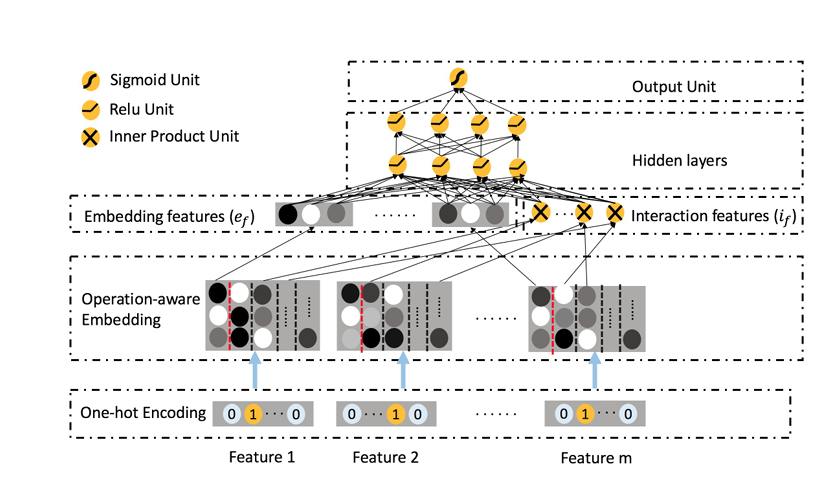 Sigmoid Unit
Relu Unit
Inner Product Unit
Output Unit
Hidden layers
Embedding features (e_f)
......
...
Interaction features (i_f)
Operation-aware
Embedding
......
One-hot Encoding
0 1 ... 0
0 ... 1 0
......
0 1 ... 0
Feature 1
Feature 2
Feature m